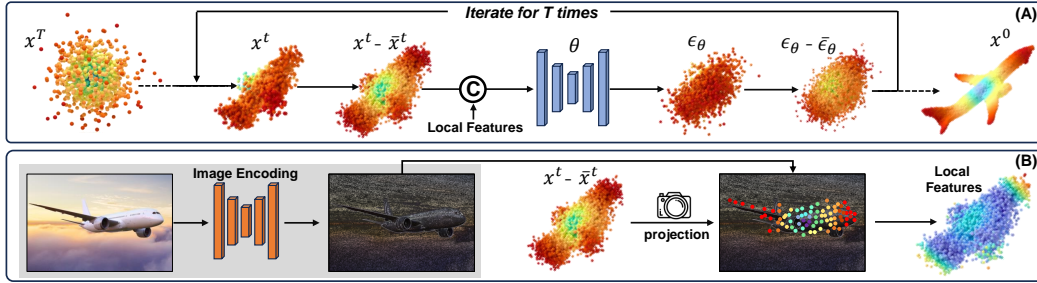 Iterate for T times
(A)
x^T
x^t
x^t - x̄^t
θ
ϵ_θ
ϵ_θ - ϵ̄_θ
x^0
C
Local Features
(B)
Image Encoding
x^t - x̄^t
projection
Local
Features